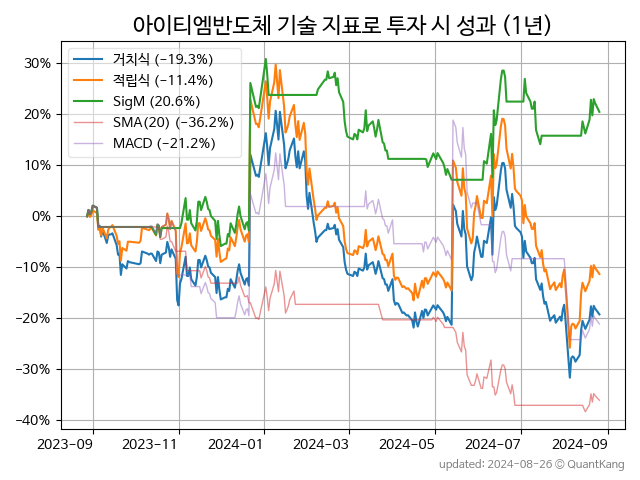 아이티엠반도체 기술 지표로 투자 시 성과 (1년)
30%
20%
10%
0%
−10%
−20%
−30%
−40%
거치식 (−19.3%)
적립식 (−11.4%)
SigM (20.6%)
SMA(20) (−36.2%)
MACD (−21.2%)
2023-09 2023-11 2024-01 2024-03 2024-05 2024-07 2024-09
updated: 2024-08-26 © QuantKang